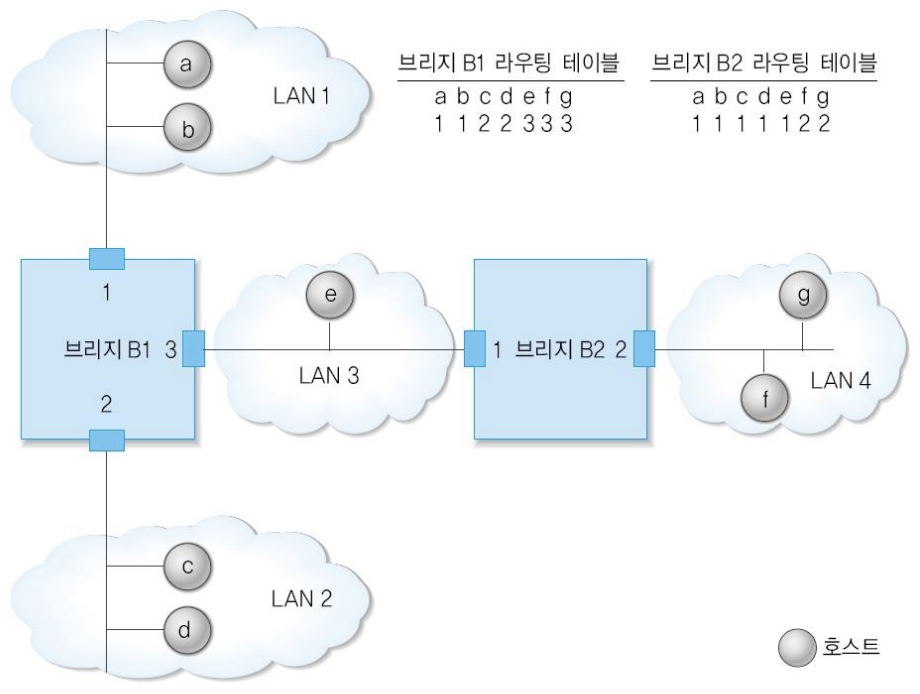 a
b
LAN 1
브리지 B1 라우팅 테이블
a b c d e f g
1 1 2 2 3 3 3
브리지 B2 라우팅 테이블
a b c d e f g
1 1 1 1 1 2 2
1
브리지 B1 3
2
e
LAN 3
1 브리지 B2 2
g
f
LAN 4
c
d
LAN 2
호스트